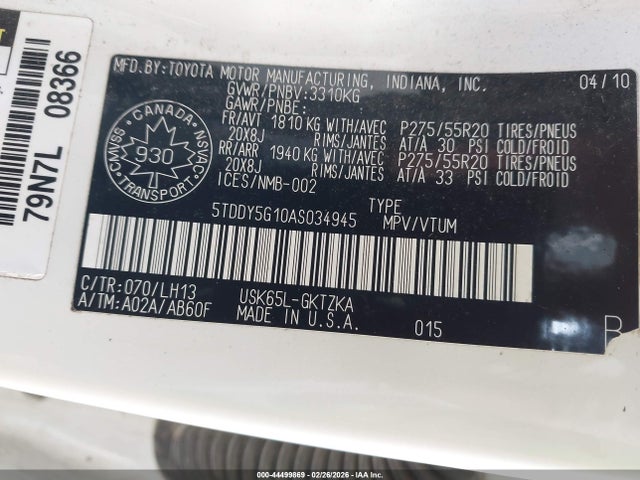 MFD.BY:TOYOTA MOTOR MANUFACTURING, INDIANA, INC. 04/10
GVWR/PNBV:3310KG
GAWR/PNBE:
FR/AVT 1810 KG WITH/AVEC P275/55R20 TIRES/PNEUS
20X8J RIMS/JANTES AT/A 30 PSI COLD/FROID
RR/ARR 1940 KG WITH/AVEC P275/55R20 TIRES/PNEUS
20X8J RIMS/JANTES AT/A 33 PSI COLD/FROID
ICES/NMB-002
CANADA
CMVSS
NSVAC
930
TRANSPORT
5TDDY5G10AS034945 TYPE
MPV/VTUM
C/TR:070/LH13 USK65L-GKTZKA
A/TM:A02A/AB60F MADE IN U.S.A. 015
B
79N7L 08366
© COPYRIGHT
# - 44499869 - 02/26/2026 - IAA Inc.